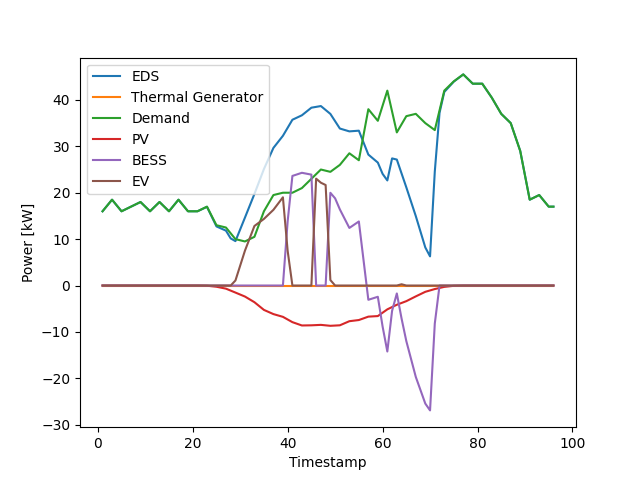 EDS
Thermal Generator
Demand
PV
BESS
EV
Power [kW]
40
30
20
10
0
−10
−20
−30
0 20 40 60 80 100
Timestamp